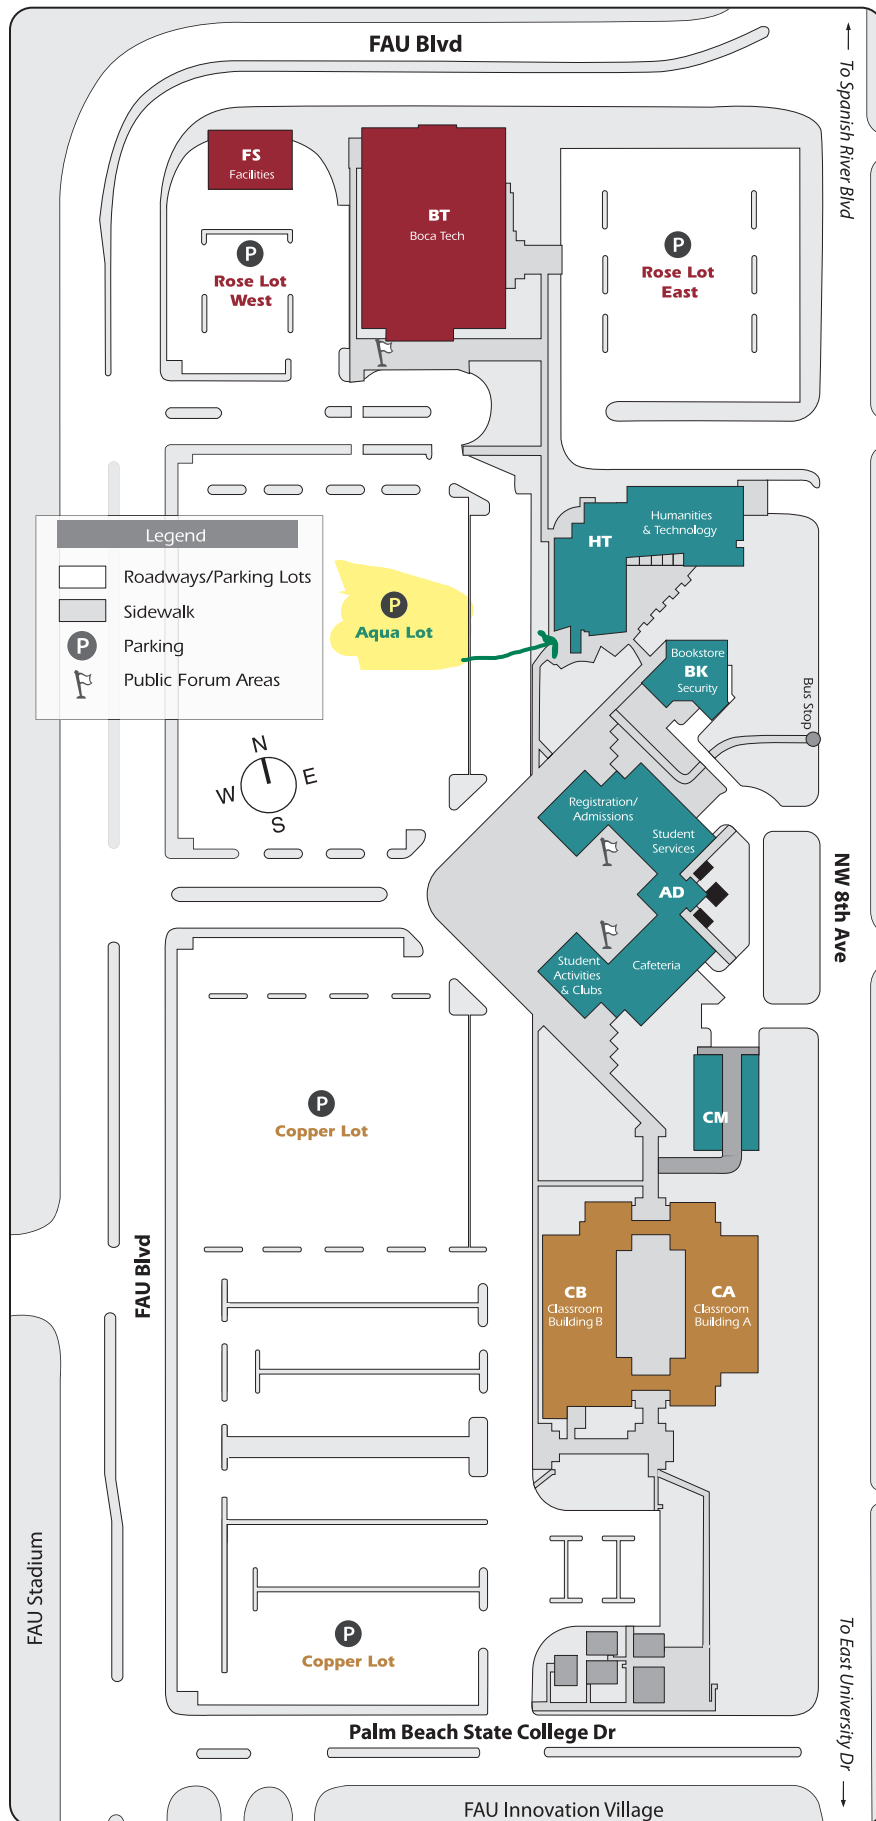 FAU Blvd
To Spanish River Blvd
FS
Facilities
BT
Boca Tech
P
Rose Lot
West
P
Rose Lot
East
Humanities
& Technology
HT
Legend
Roadways/Parking Lots
Sidewalk
P
Parking
Public Forum Areas
P
Aqua Lot
Bookstore
BK
Security
Bus Stop
N
E
W
S
Registration/
Admissions
Student
Services
AD
NW 8th Ave
Student
Activities
& Clubs
Cafeteria
P
Copper Lot
CM
FAU Blvd
CB
Classroom
Building B
CA
Classroom
Building A
FAU Stadium
P
Copper Lot
To East University Dr
Palm Beach State College Dr
FAU Innovation Village